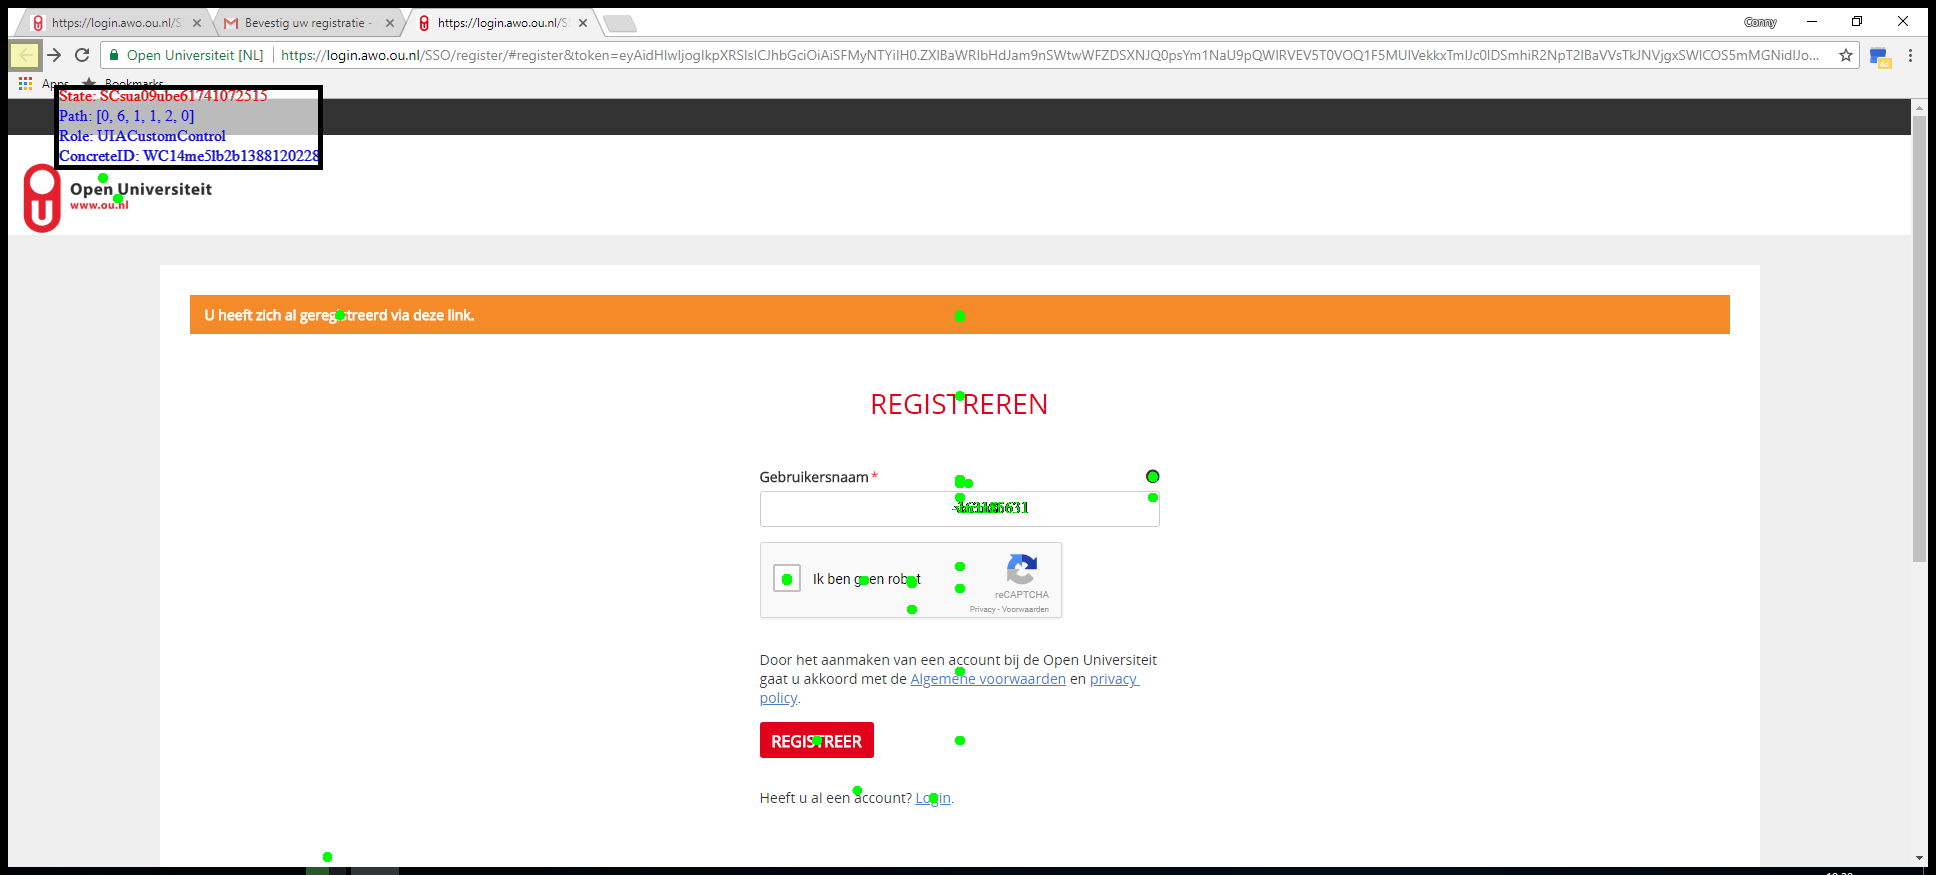 https://login.awo.ou.nl/S
Bevestig uw registratie -
https://login.awo.ou.nl/S
Conny
Open Universiteit [NL]
https://login.awo.ou.nl/SSO/register/#register&token=
Apps
Bookmarks
State: SCsua09ube61741072515
Path: [0, 6, 1, 1, 2, 0]
Role: UIACustomControl
ConcreteID: WC14me5lb2b1388120228
Open Universiteit
www.ou.nl
U heeft zich al geregistreerd via deze link.
REGISTREREN
Gebruikersnaam *
Ik ben geen robot
reCAPTCHA
Privacy - Voorwaarden
Door het aanmaken van een account bij de Open Universiteit
gaat u akkoord met de Algemene voorwaarden en privacy
policy.
REGISTREER
Heeft u al een account? Login.